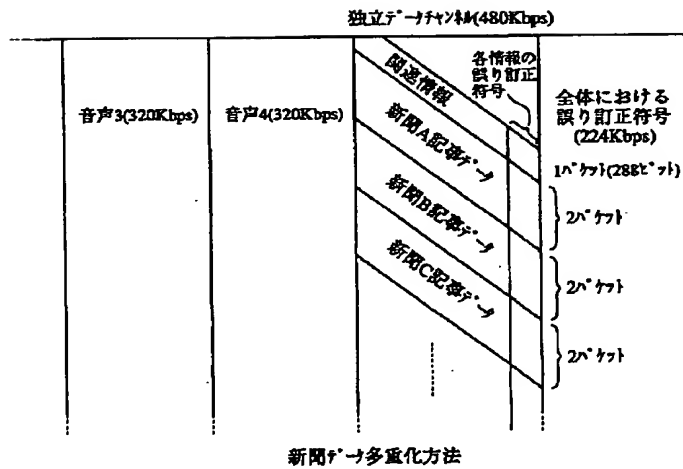 独立データチャンネル(480Kbps)
音声3(320Kbps)
音声4(320Kbps)
関連情報
各情報の
誤り訂正
符号
新聞A記事データ
新聞B記事データ
新聞C記事データ
全体における
誤り訂正符号
(224Kbps)
1パケット(288ビット)
2パケット
2パケット
2パケット
新聞データ多重化方法